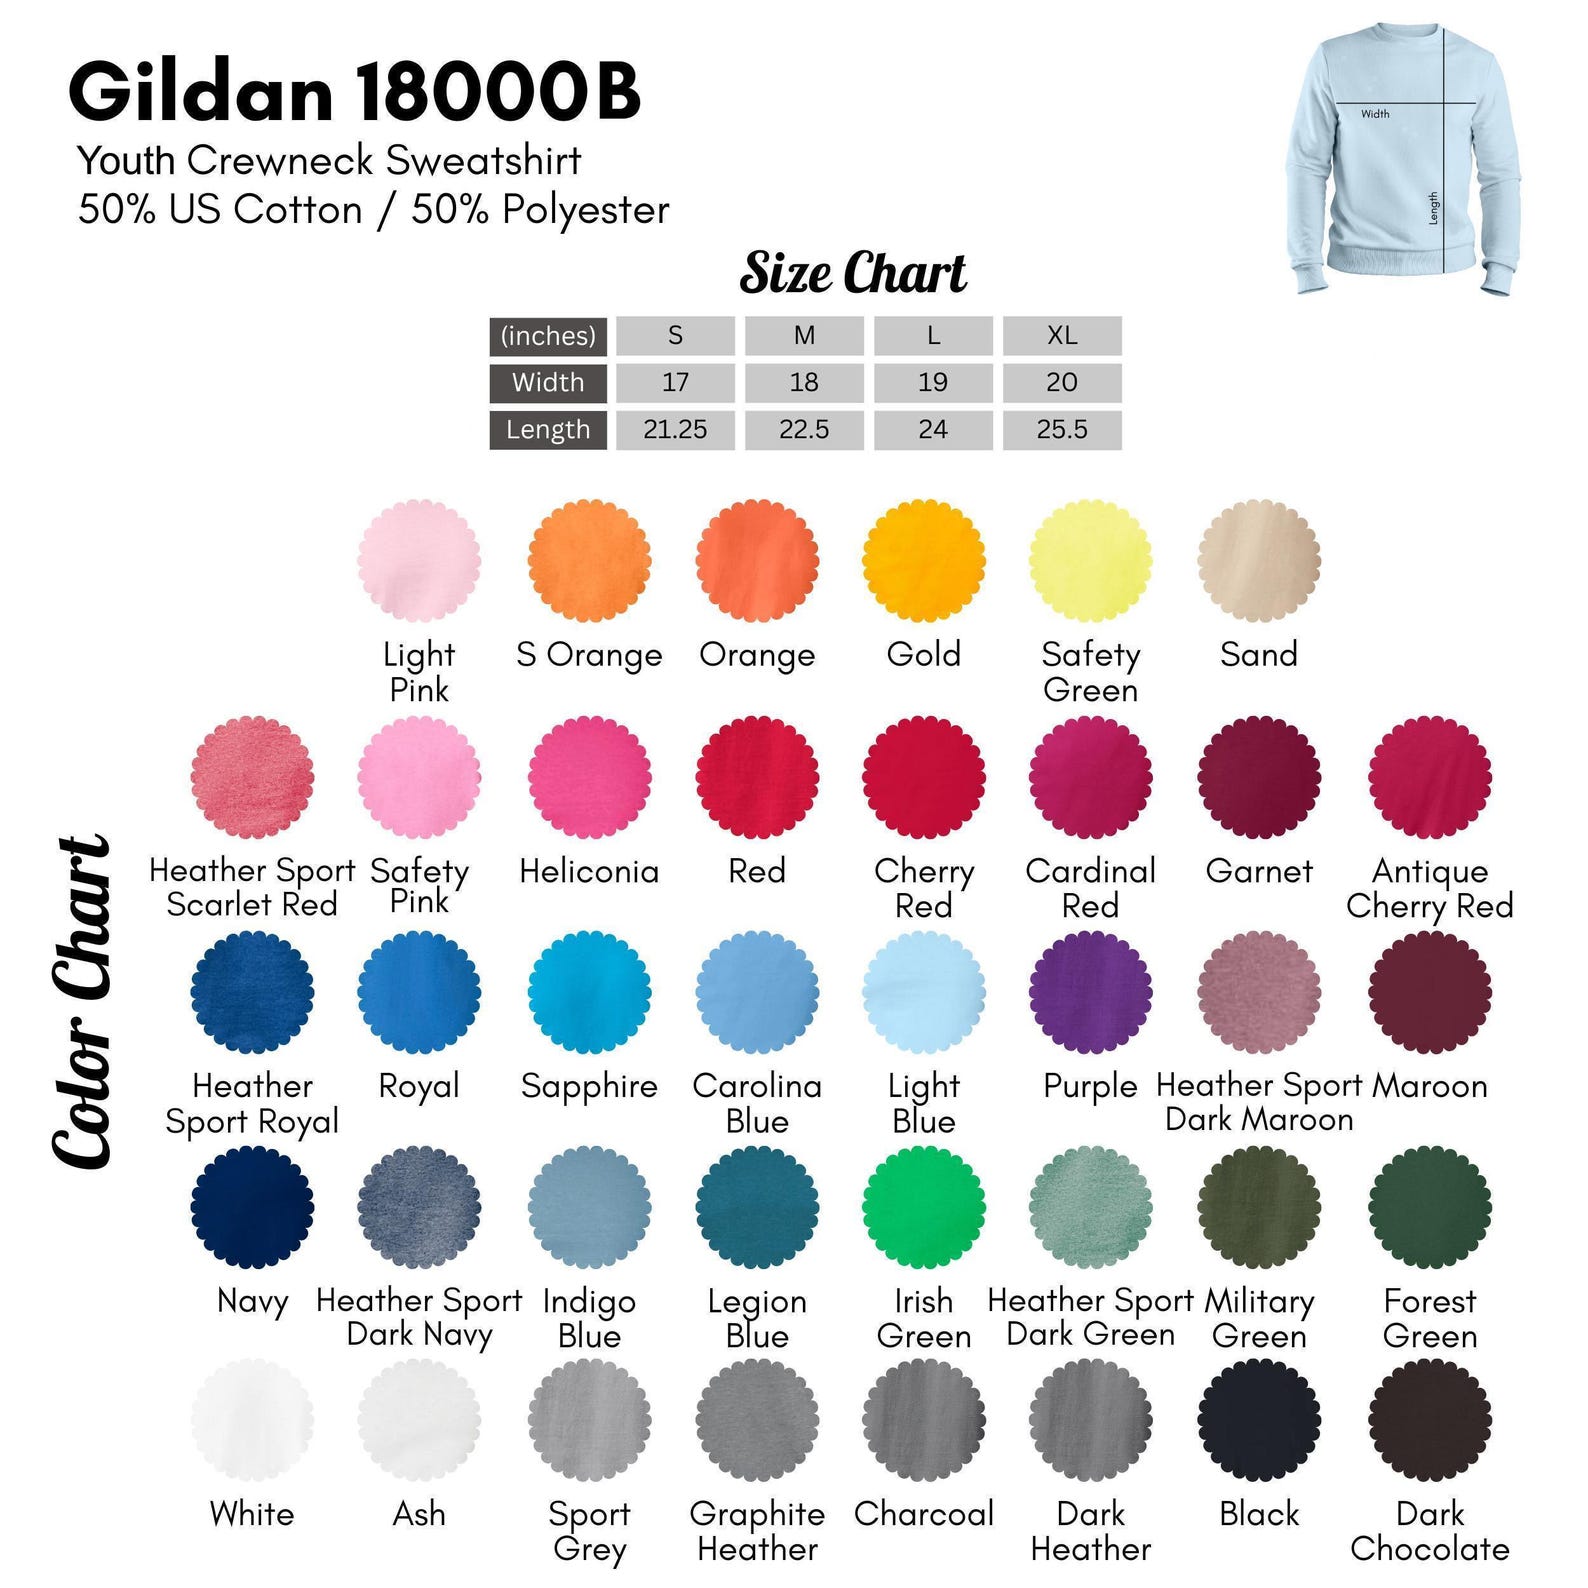 Gildan 18000B
Youth Crewneck Sweatshirt
50% US Cotton / 50% Polyester
Width
Length
Size Chart
(inches) S M L XL
Width 17 18 19 20
Length 21.25 22.5 24 25.5
Color Chart
Light Pink
S Orange
Orange
Gold
Safety Green
Sand
Heather Sport Scarlet Red
Safety Pink
Heliconia
Red
Cherry Red
Cardinal Red
Garnet
Antique Cherry Red
Heather Sport Royal
Royal
Sapphire
Carolina Blue
Light Blue
Purple
Heather Sport Dark Maroon
Maroon
Navy
Heather Sport Dark Navy
Indigo Blue
Legion Blue
Irish Green
Heather Sport Dark Green
Military Green
Forest Green
White
Ash
Sport Grey
Graphite Heather
Charcoal
Dark Heather
Black
Dark Chocolate